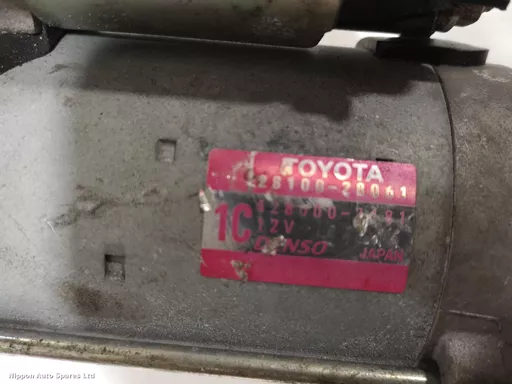 TOYOTA
28100-28061
1C
12V
DENSO
JAPAN
Nippon Auto Spares Ltd